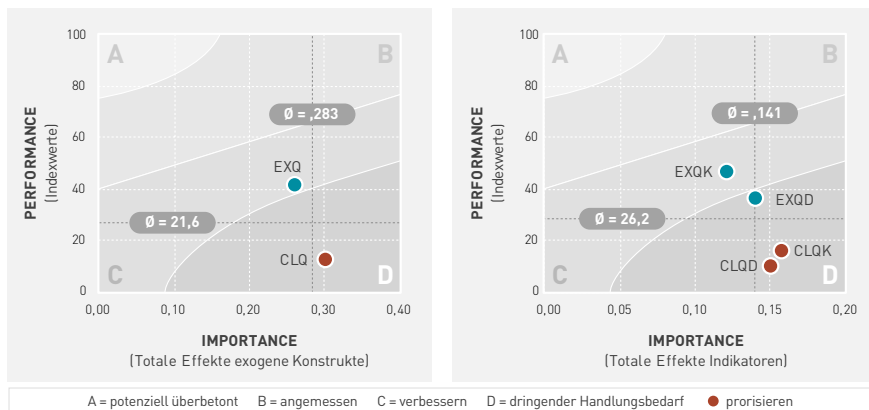 PERFORMANCE
(Indexwerte)
100
80
60
40
20
0
A
B
C
D
Ø = ,283
Ø = 21,6
EXQ
CLQ
0,00
0,10
0,20
0,30
0,40
IMPORTANCE
(Totale Effekte exogene Konstrukte)
PERFORMANCE
(Indexwerte)
100
80
60
40
20
0
A
B
C
D
Ø = ,141
Ø = 26,2
EXQK
EXQD
CLQK
CLQD
0,00
0,05
0,10
0,15
0,20
IMPORTANCE
(Totale Effekte Indikatoren)
A = potenziell überbetont B = angemessen C = verbessern D = dringender Handlungsbedarf prorisieren